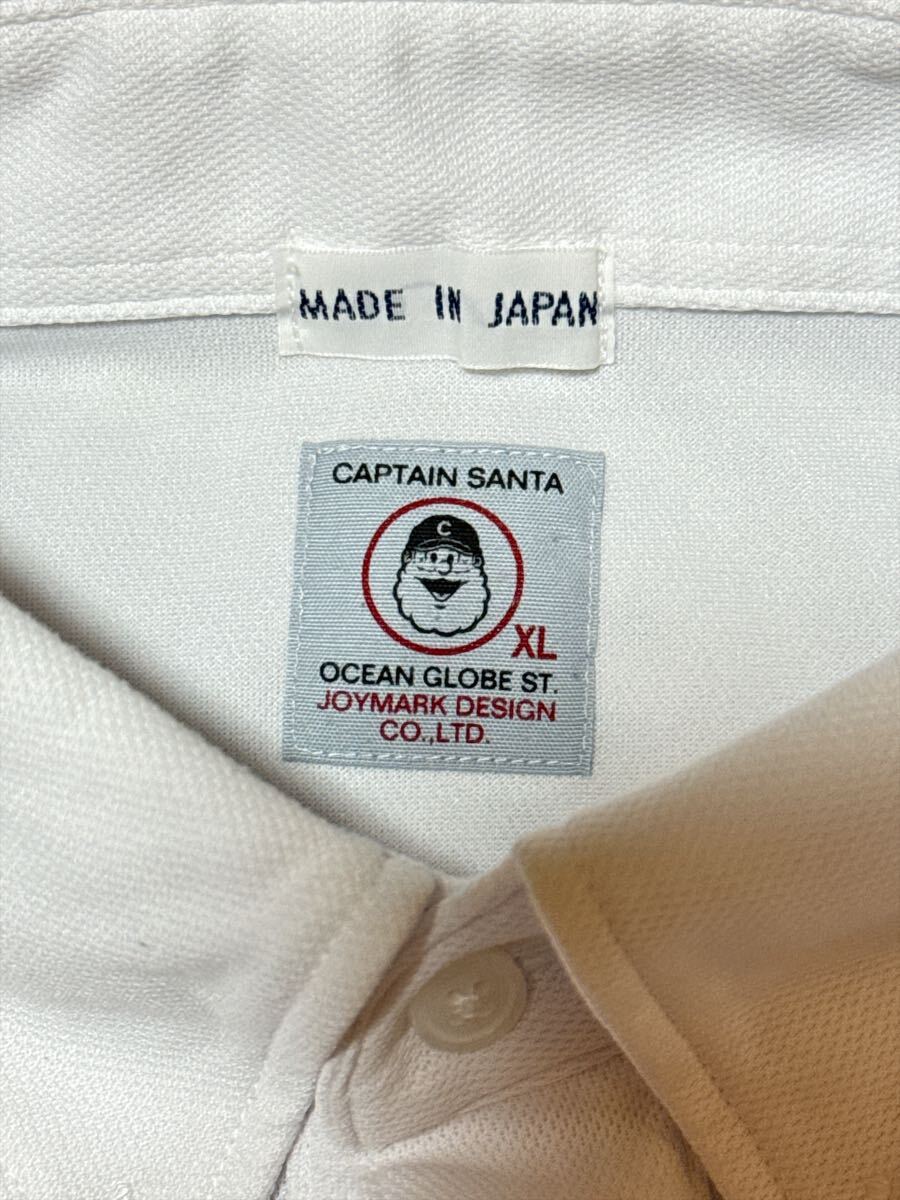 MADE IN JAPAN
CAPTAIN SANTA
C
XL
OCEAN GLOBE ST.
JOYMARK DESIGN
CO.,LTD.